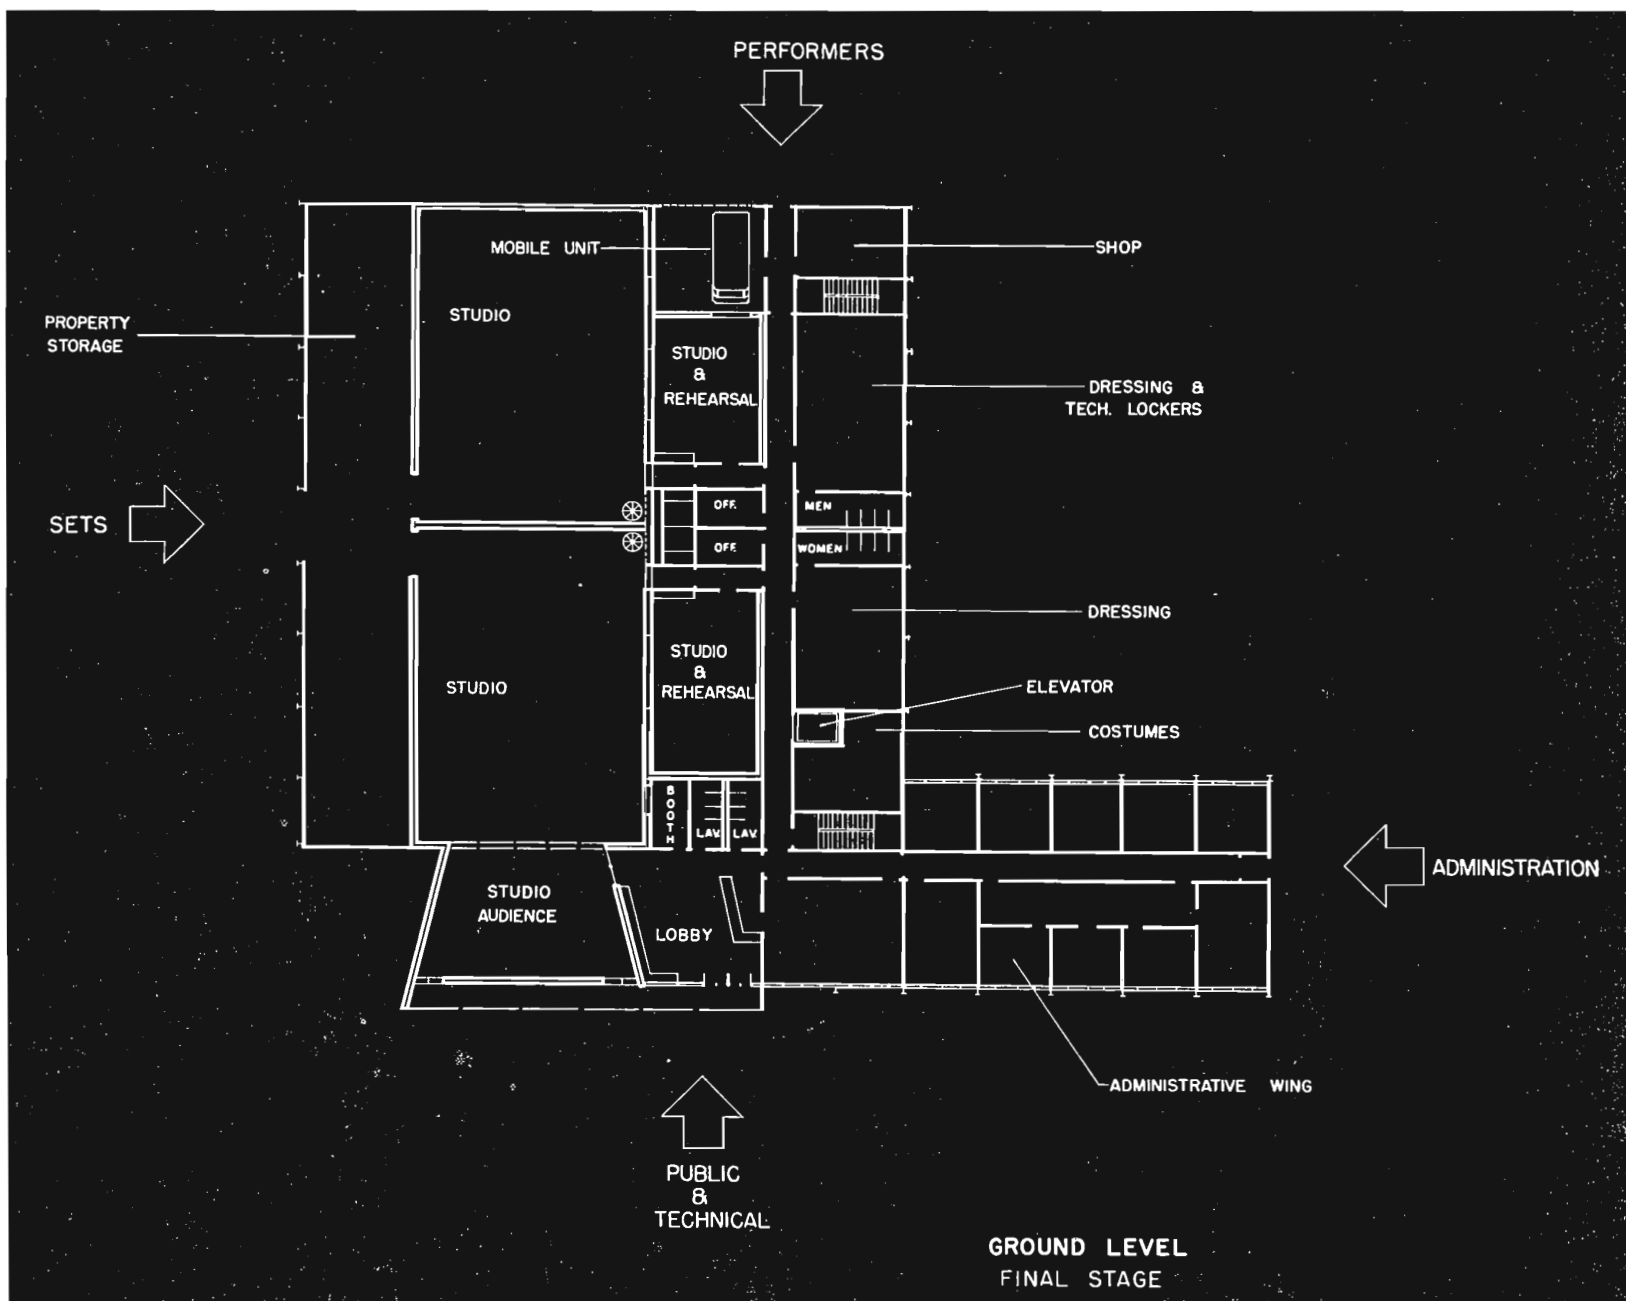 PERFORMERS
MOBILE UNIT
SHOP
STUDIO
PROPERTY
STORAGE
STUDIO
&
REHEARSAL
DRESSING &
TECH. LOCKERS
SETS
OFF.
MEN
OFF.
WOMEN
DRESSING
STUDIO
STUDIO
&
REHEARSAL
ELEVATOR
COSTUMES
BOOTH
LAV.
LAV.
ADMINISTRATION
STUDIO
AUDIENCE
LOBBY
ADMINISTRATIVE WING
PUBLIC
&
TECHNICAL
GROUND LEVEL
FINAL STAGE